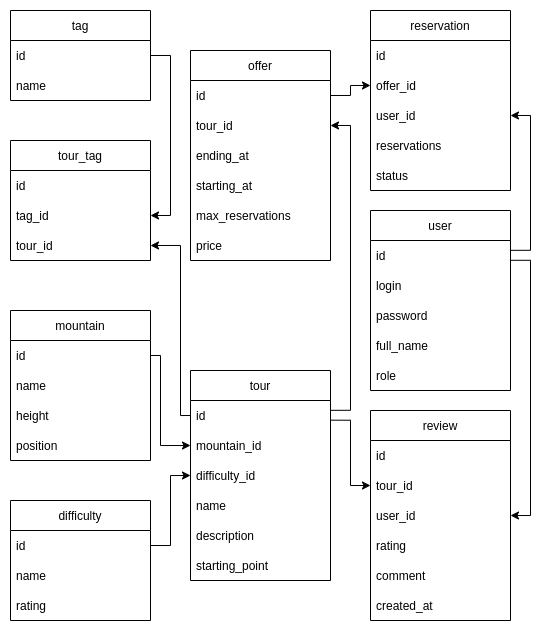 tag
id
name
tour_tag
id
tag_id
tour_id
mountain
id
name
height
position
difficulty
id
name
rating
offer
id
tour_id
ending_at
starting_at
max_reservations
price
tour
id
mountain_id
difficulty_id
name
description
starting_point
reservation
id
offer_id
user_id
reservations
status
user
id
login
password
full_name
role
review
id
tour_id
user_id
rating
comment
created_at